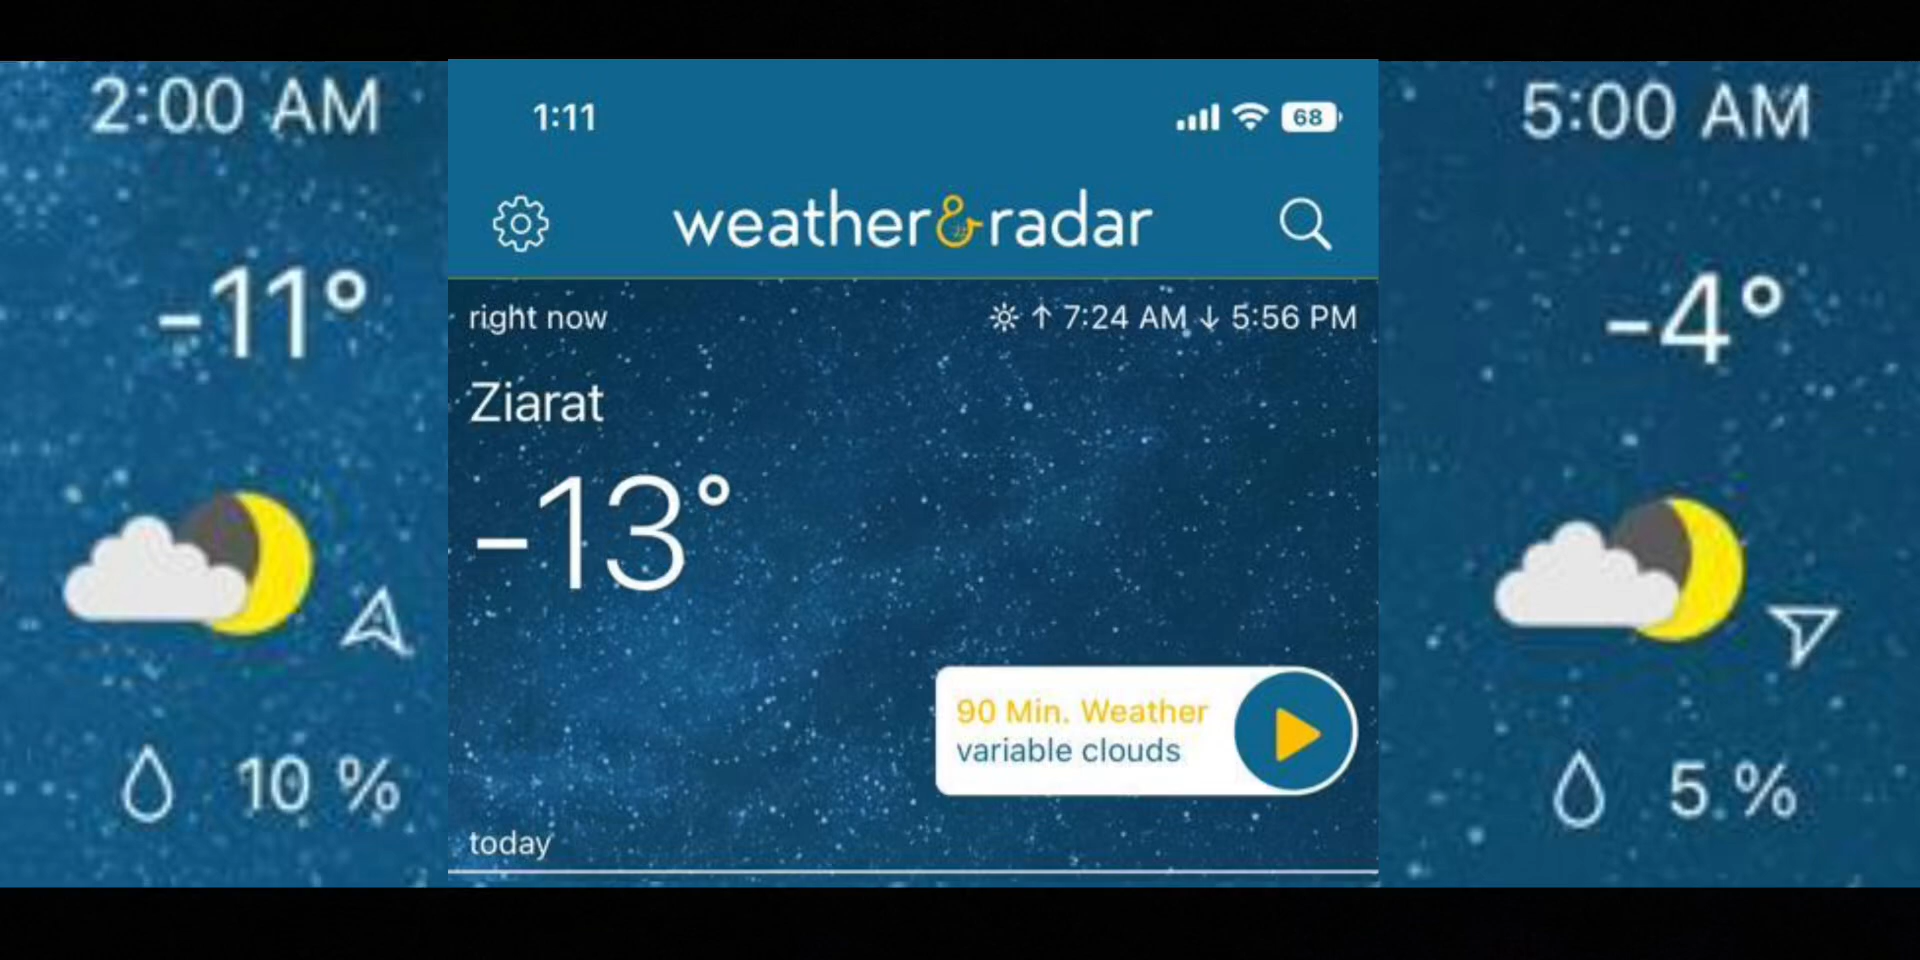 2:00 AM
-11°
10 %
1:11
68
weather&radar
right now
↑ 7:24 AM ↓ 5:56 PM
Ziarat
-13°
90 Min. Weather
variable clouds
today
5:00 AM
-4°
5 %